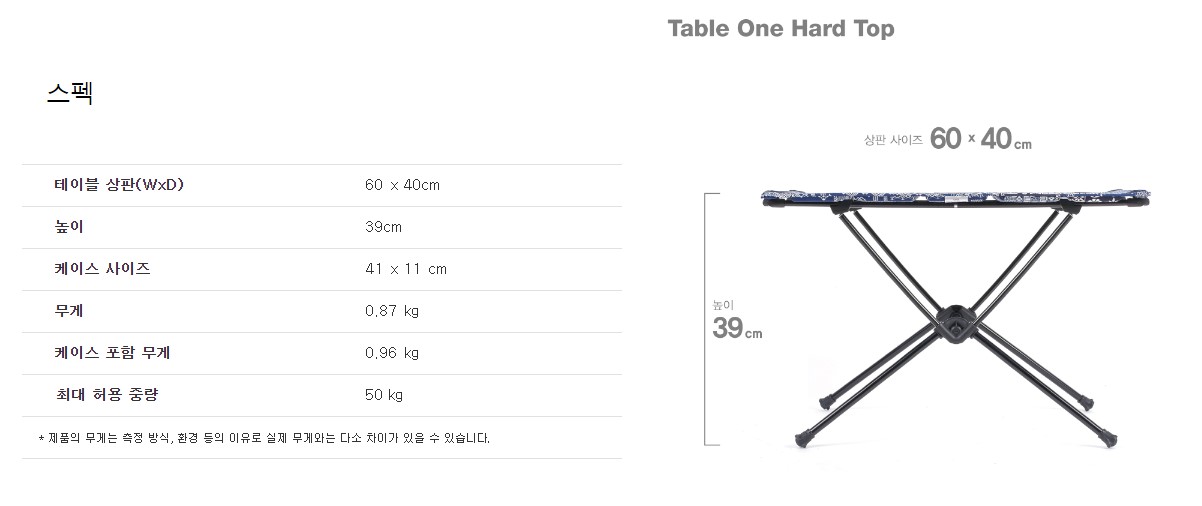 Table One Hard Top
스펙
상판 사이즈 60 x 40cm
테이블 상판(WxD) 60 x 40cm
높이 39cm
케이스 사이즈 41 x 11 cm
무게 0.87 kg
케이스 포함 무게 0.96 kg
최대 허용 중량 50 kg
* 제품의 무게는 측정 방식, 환경 등의 이유로 실제 무게와는 다소 차이가 있을 수 있습니다.
높이
39cm